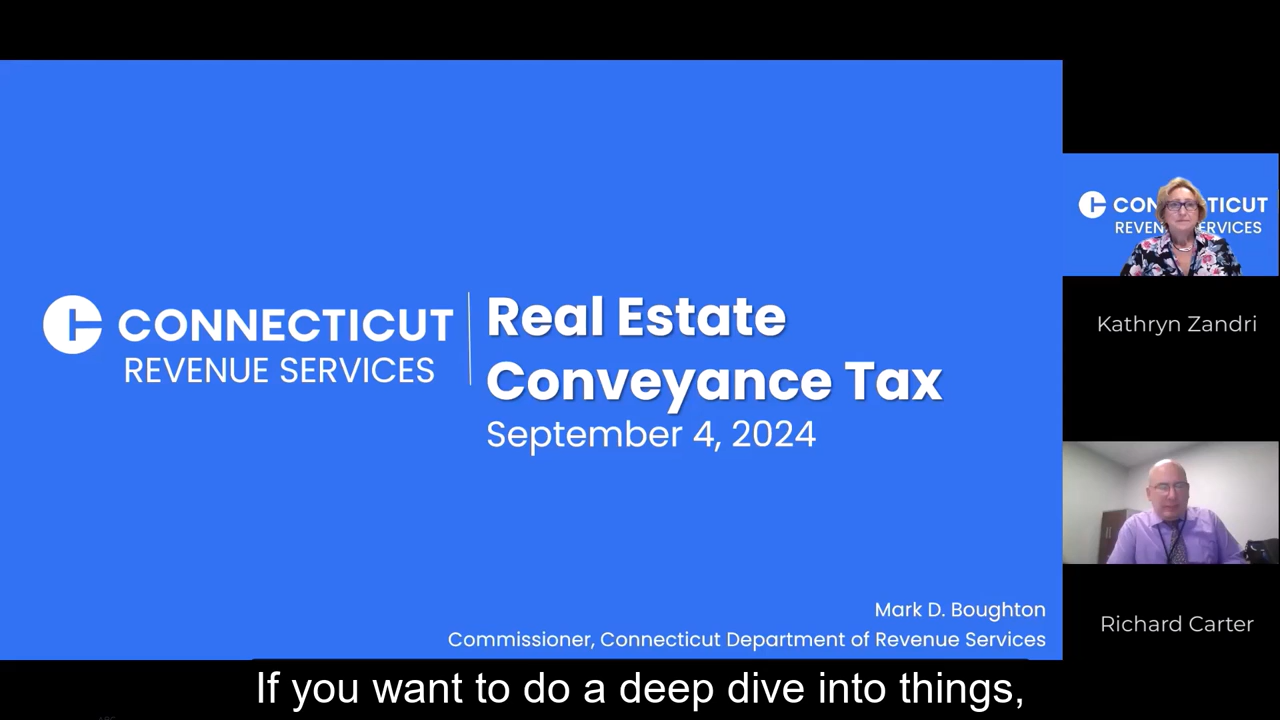 CONNECTICUT
REVENUE SERVICES
Real Estate
Conveyance Tax
September 4, 2024
Mark D. Boughton
Commissioner, Connecticut Department of Revenue Services
Kathryn Zandri
Richard Carter
If you want to do a deep dive into things,